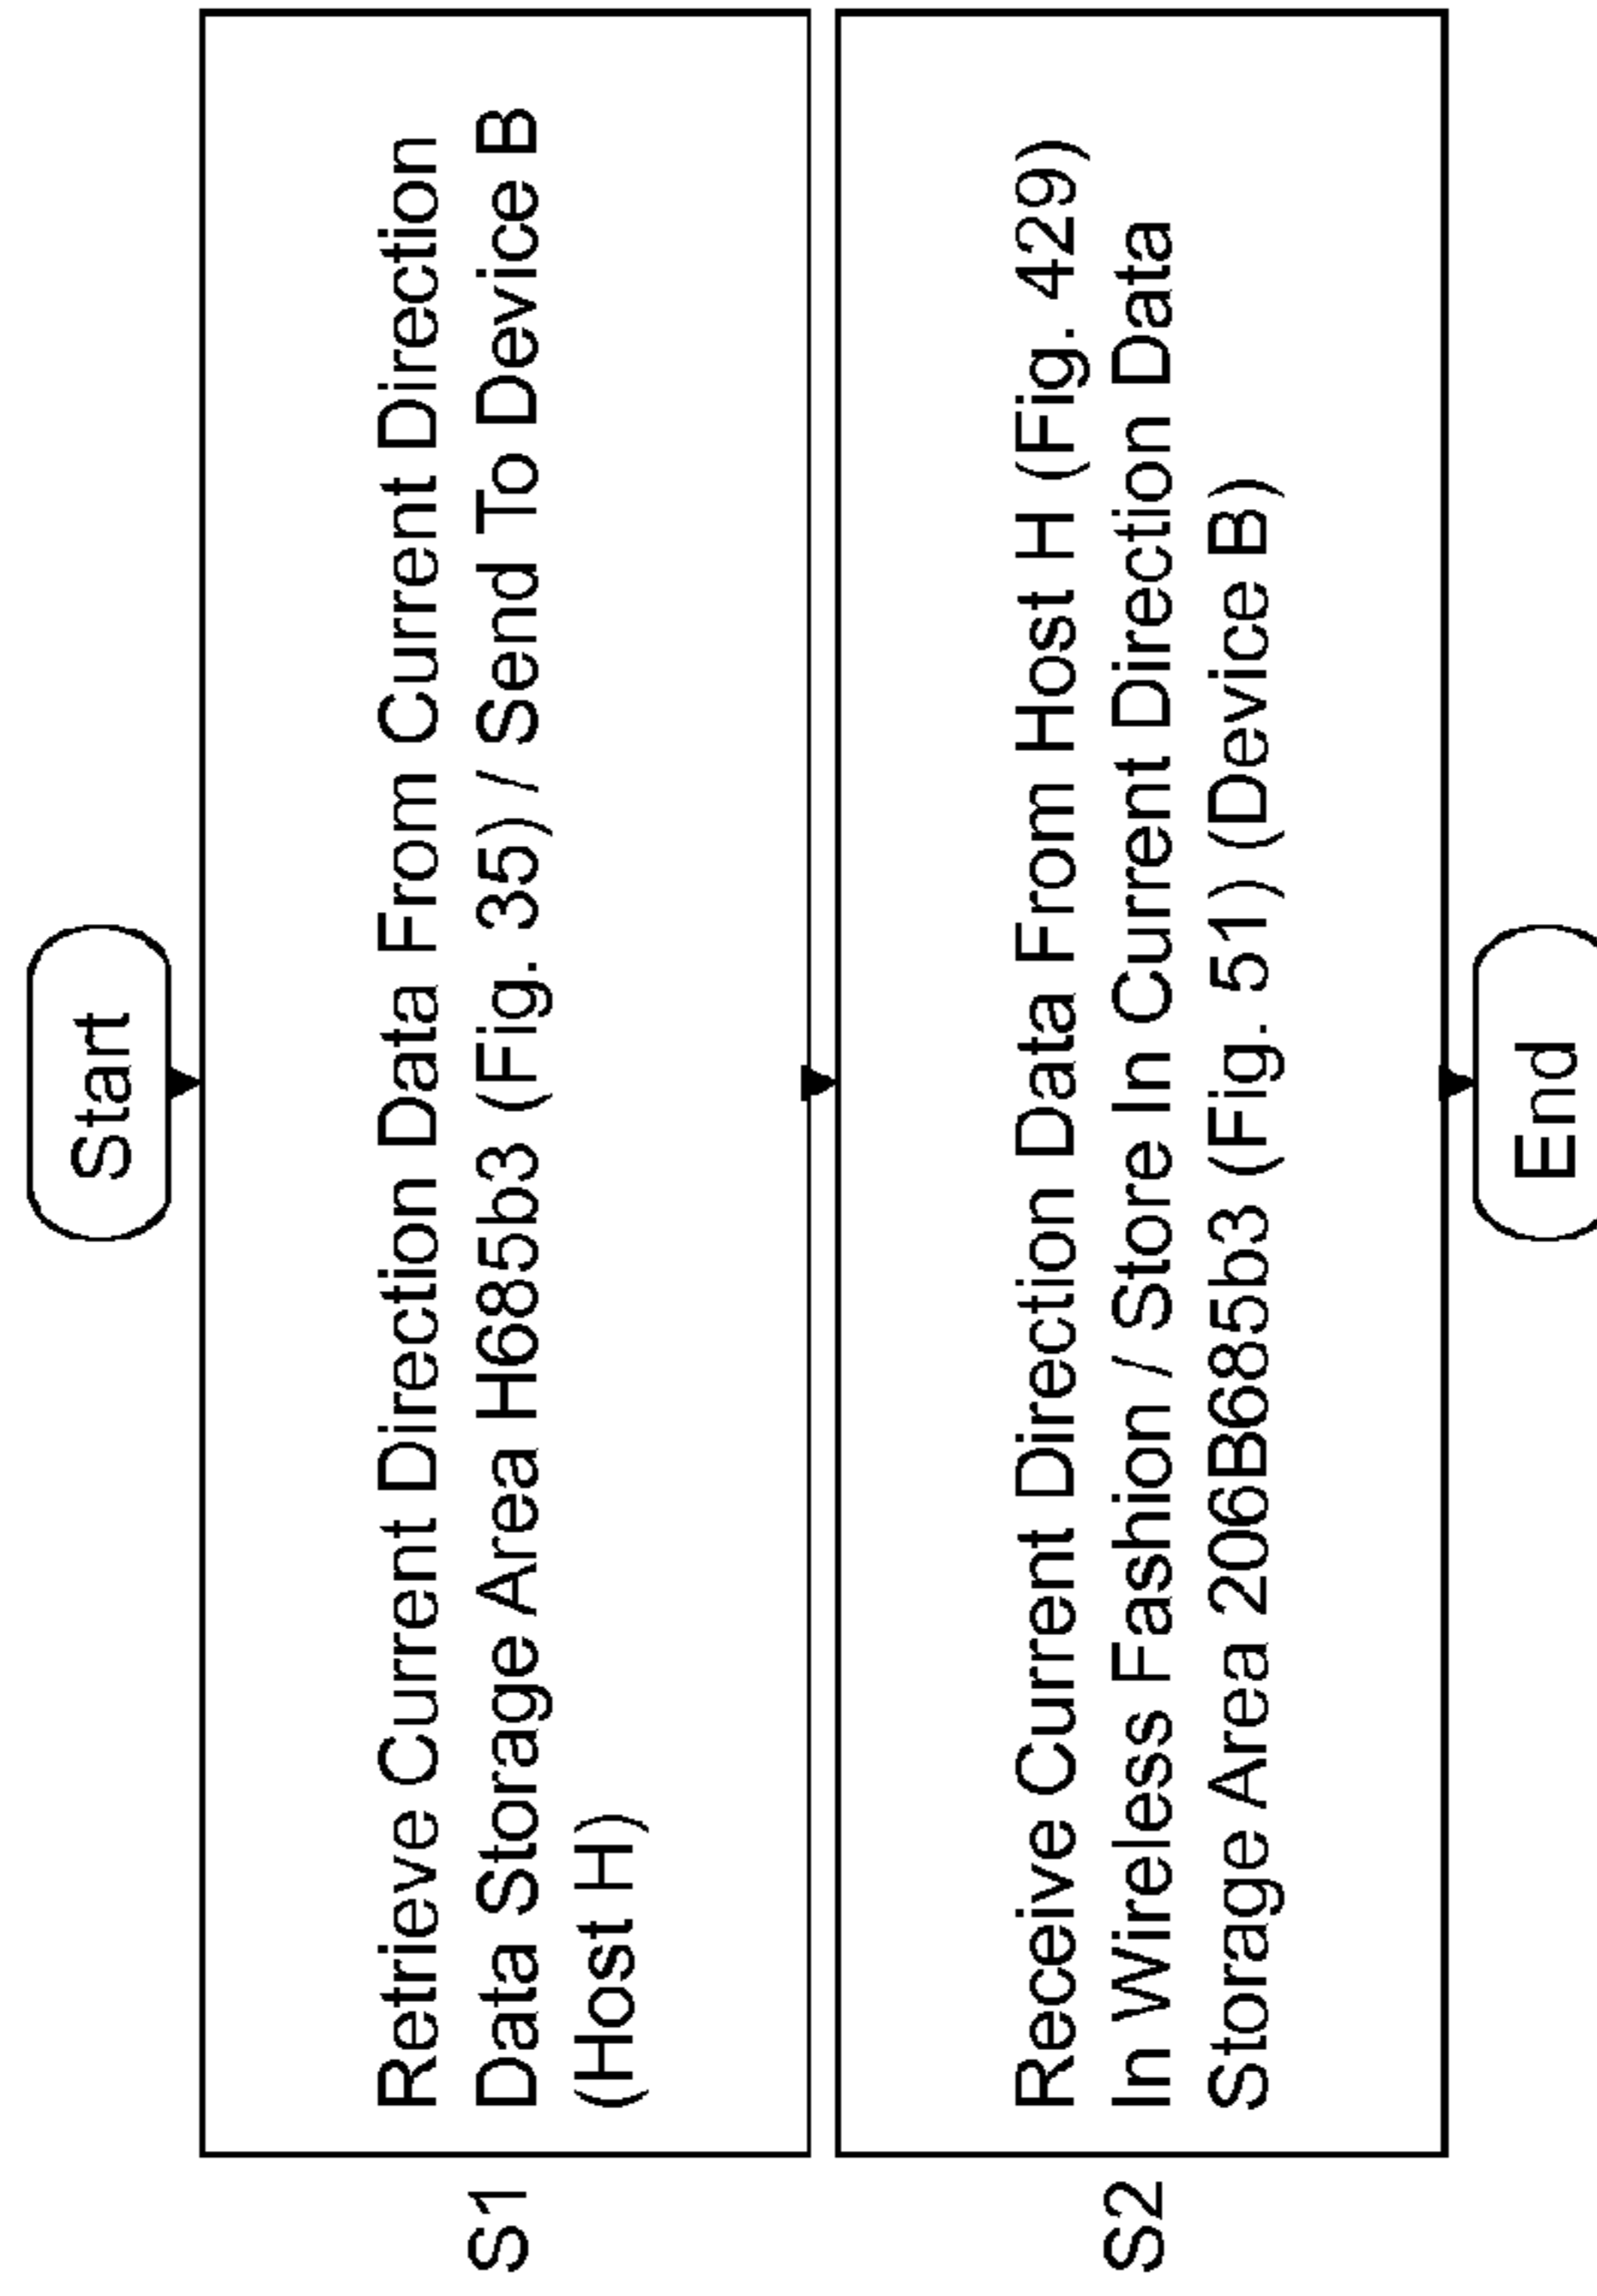 Start
S1
Retrieve Current Direction Data From Current Direction
Data Storage Area H685b3 (Fig. 35) / Send To Device B
(Host H)
S2
Receive Current Direction Data From Host H (Fig. 429)
In Wireless Fashion / Store In Current Direction Data
Storage Area 206B685b3 (Fig. 51) (Device B)
End